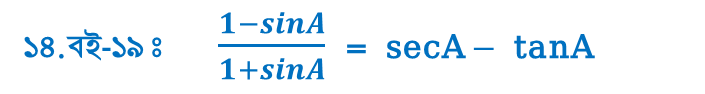 ১৪.বই-১৯ঃ (1−sinA)/(1+sinA) = secA − tanA